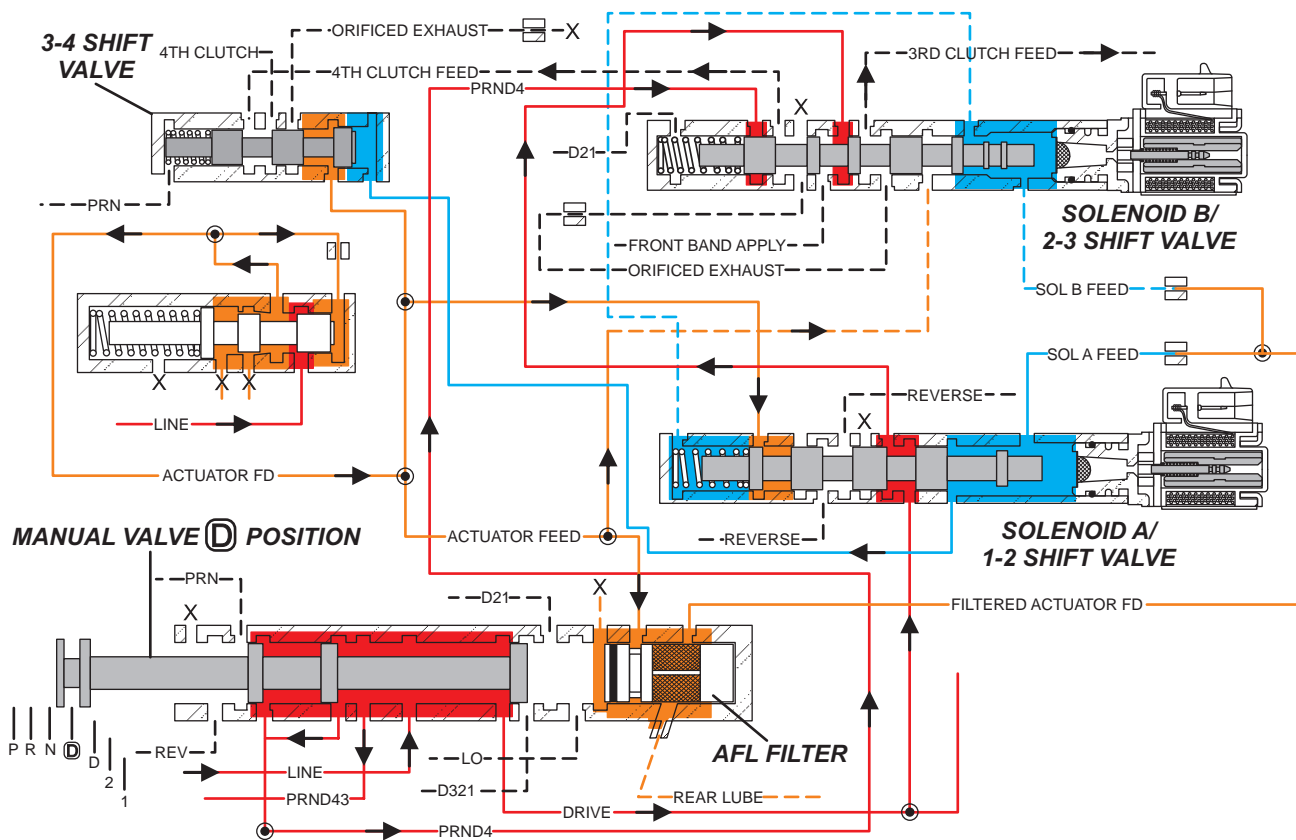 3-4 SHIFT
VALVE
4TH CLUTCH
ORIFICED EXHAUST
X
4TH CLUTCH FEED
PRND4
3RD CLUTCH FEED
X
D21
PRN
FRONT BAND APPLY
ORIFICED EXHAUST
SOLENOID B/
2-3 SHIFT VALVE
SOL B FEED
SOL A FEED
X
X
X
LINE
REVERSE
X
ACTUATOR FD
MANUAL VALVE D POSITION
ACTUATOR FEED
REVERSE
SOLENOID A/
1-2 SHIFT VALVE
PRN
X
D21
X
FILTERED ACTUATOR FD
P
R
N
D
D
2
1
REV
LINE
PRND43
LO
D321
DRIVE
PRND4
AFL FILTER
REAR LUBE